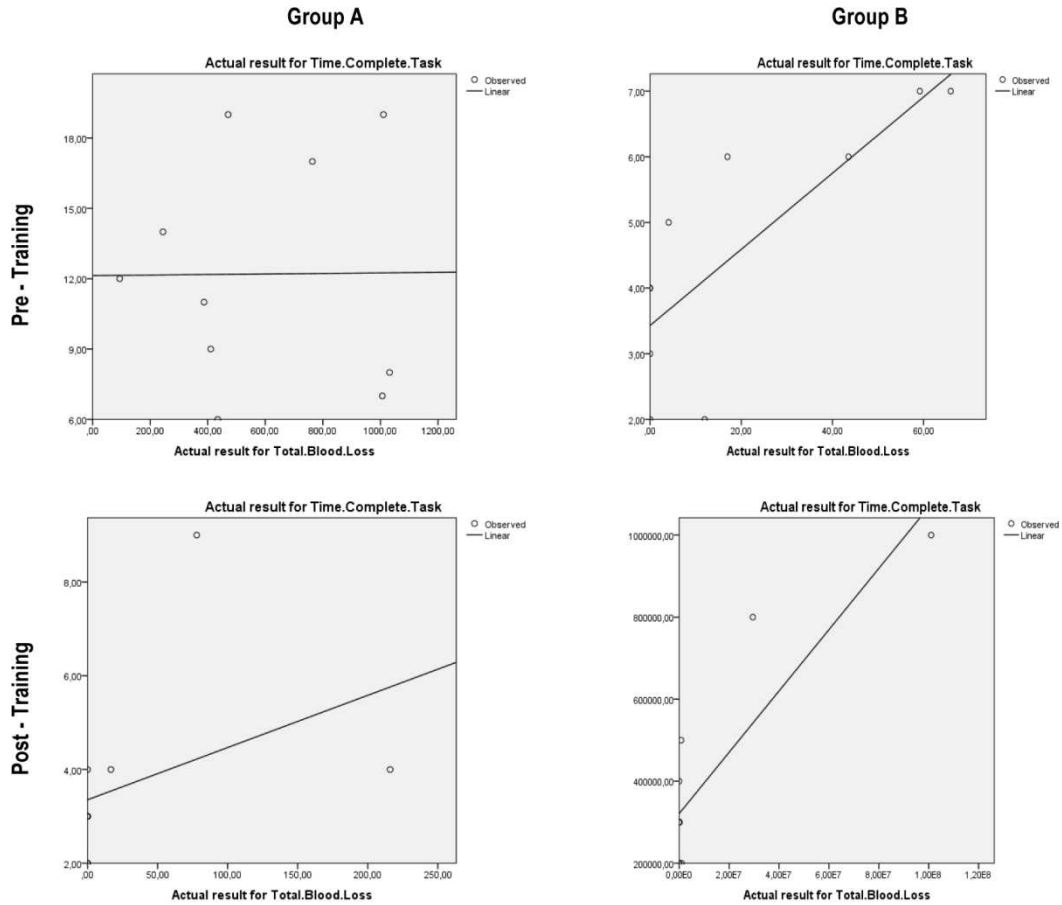 Group A
Group B
Pre - Training
Actual result for Time.Complete.Task
Observed
Linear
18,00
15,00
12,00
9,00
6,00
,00 200,00 400,00 600,00 800,00 1000,00 1200,00
Actual result for Total.Blood.Loss
Actual result for Time.Complete.Task
Observed
Linear
7,00
6,00
5,00
4,00
3,00
2,00
,00 20,00 40,00 60,00
Actual result for Total.Blood.Loss
Post - Training
Actual result for Time.Complete.Task
Observed
Linear
8,00
6,00
4,00
2,00
,00 50,00 100,00 150,00 200,00 250,00
Actual result for Total.Blood.Loss
Actual result for Time.Complete.Task
Observed
Linear
1000000,00
800000,00
600000,00
400000,00
200000,00
0,00E0 2,00E7 4,00E7 6,00E7 8,00E7 1,00E8 1,20E8
Actual result for Total.Blood.Loss